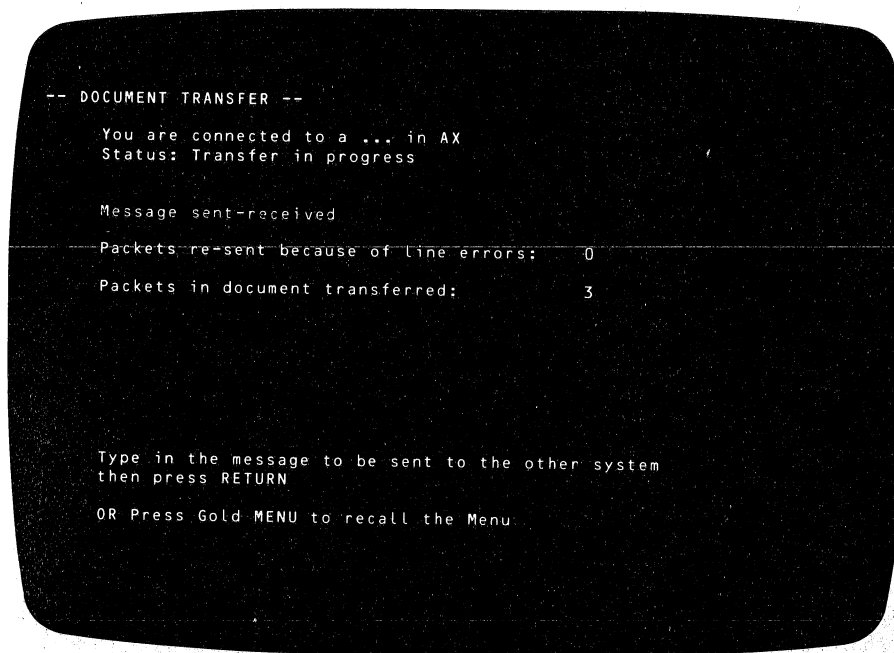 -- DOCUMENT TRANSFER --
You are connected to a ... in AX
Status: Transfer in progress
Message sent-received
Packets re-sent because of line errors: 0
Packets in document transferred: 3
Type in the message to be sent to the other system
then press RETURN
OR Press Gold MENU to recall the Menu